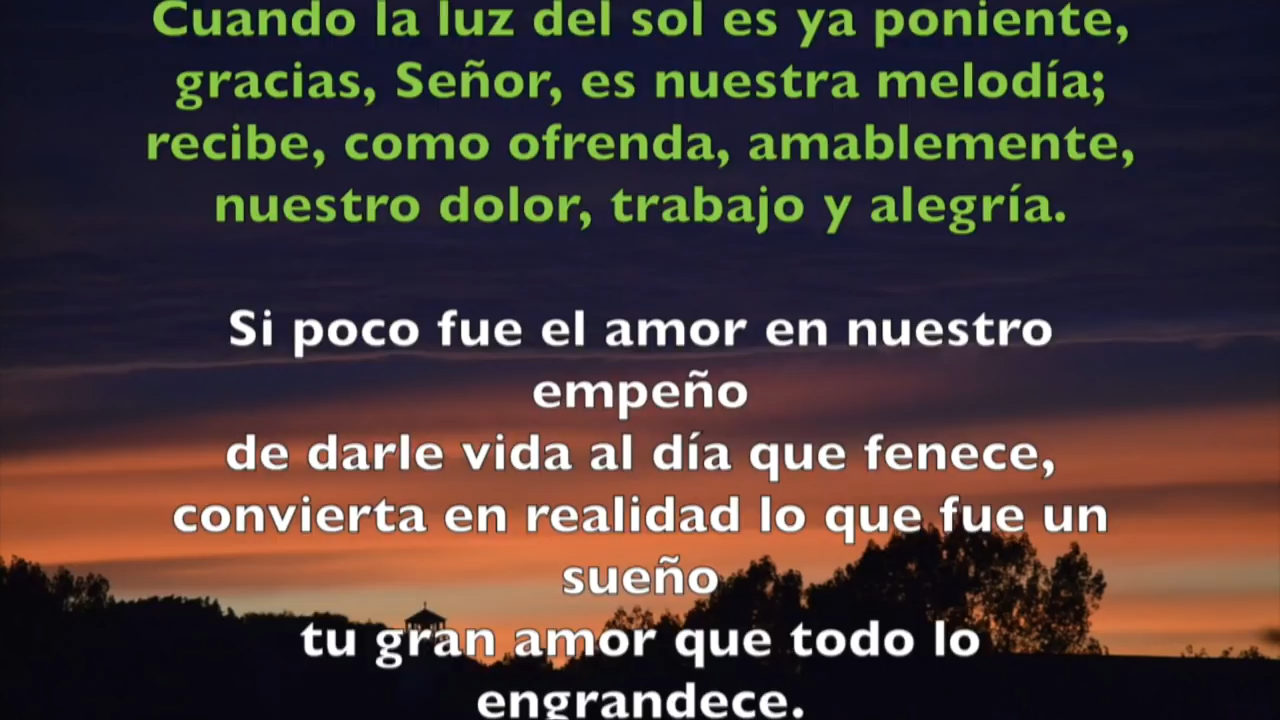 Cuando la luz del sol es ya poniente,
gracias, Señor, es nuestra melodía;
recibe, como ofrenda, amablemente,
nuestro dolor, trabajo y alegría.
Si poco fue el amor en nuestro
empeño
de darle vida al día que fenece,
convierta en realidad lo que fue un
sueño
tu gran amor que todo lo
engrandece.